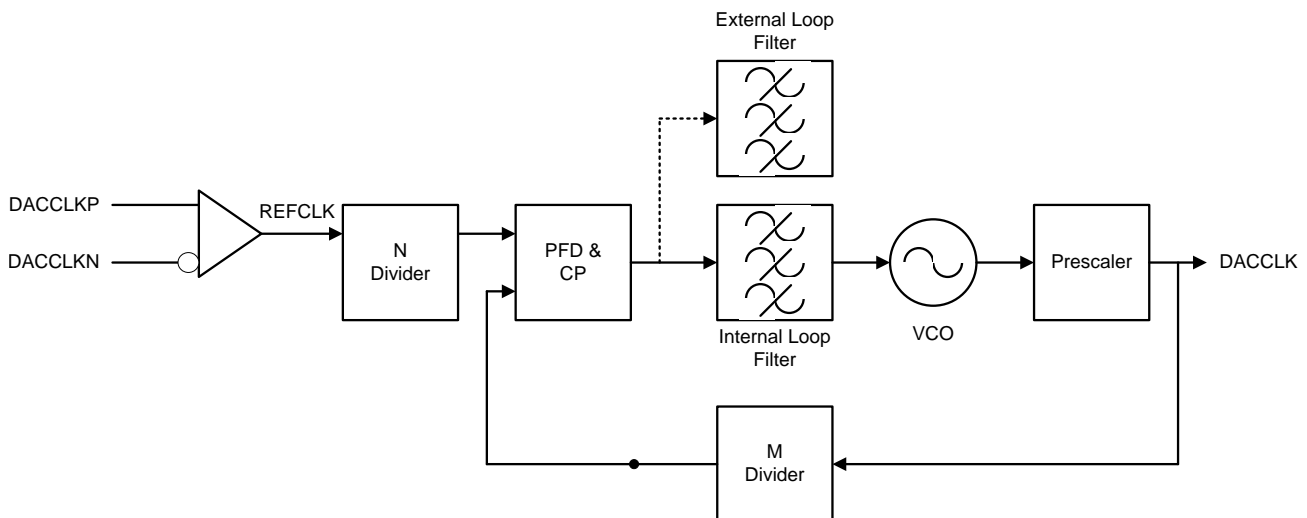 External Loop
Filter
DACCLKP
DACCLKN
REFCLK
N
Divider
PFD &
CP
Internal Loop
Filter
VCO
Prescaler
DACCLK
M
Divider